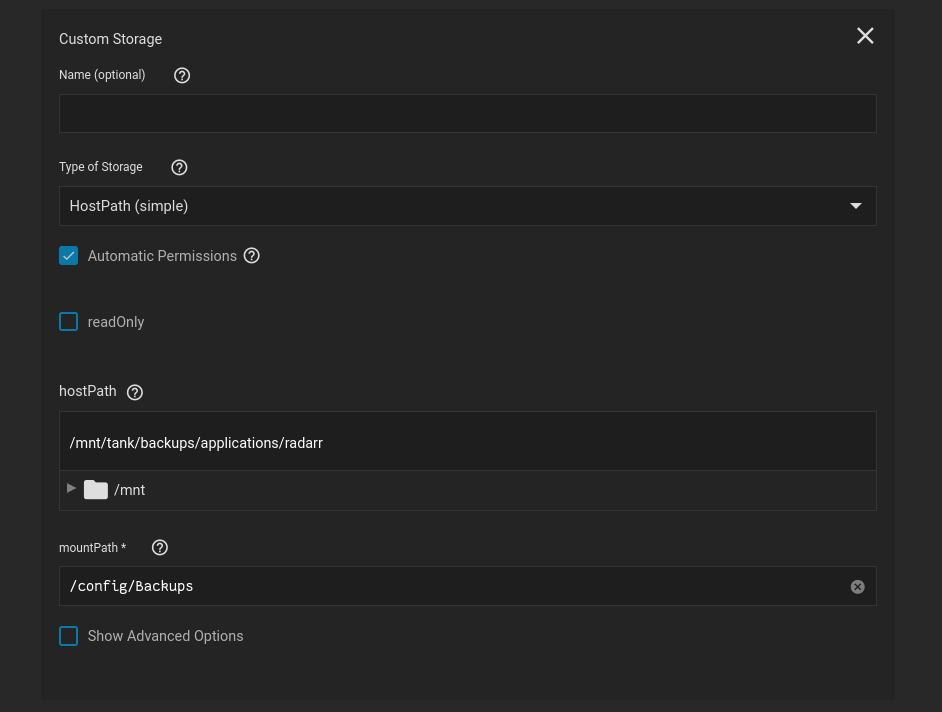 Custom Storage
Name (optional)
Type of Storage
HostPath (simple)
Automatic Permissions
readOnly
hostPath
/mnt/tank/backups/applications/radarr
/mnt
mountPath *
/config/Backups
Show Advanced Options